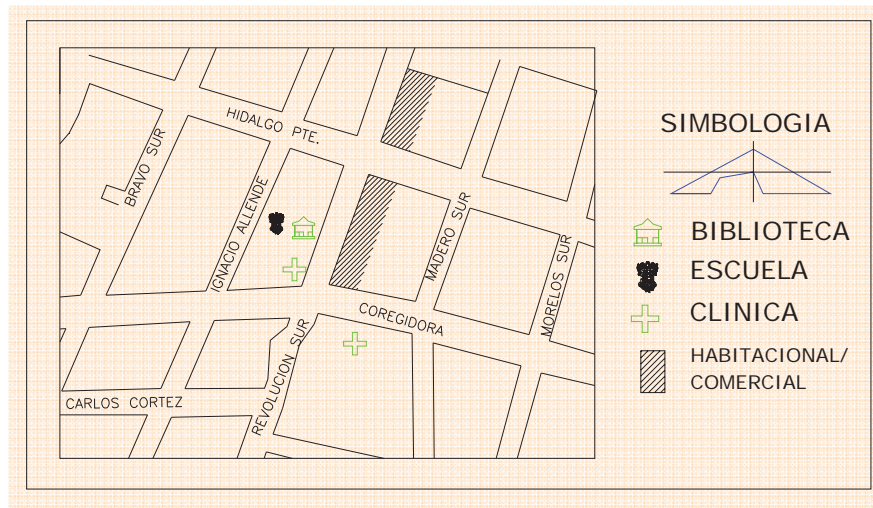 HIDALGO PTE.
BRAVO SUR
IGNACIO ALLENDE
MADERO SUR
MORELOS SUR
COREGIDORA
REVOLUCION SUR
CARLOS CORTEZ
SIMBOLOGIA
BIBLIOTECA
ESCUELA
CLINICA
HABITACIONAL/
COMERCIAL